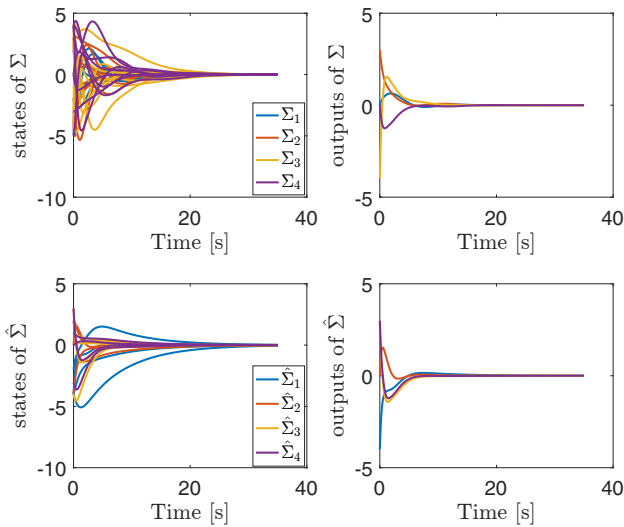 5
0
-5
-10
0
20
40
Time [s]
states of Σ
Σ₁
Σ₂
Σ₃
Σ₄
5
0
-5
0
20
40
Time [s]
outputs of Σ
5
0
-5
-10
0
20
40
Time [s]
states of Σ̂
Σ̂₁
Σ̂₂
Σ̂₃
Σ̂₄
5
0
-5
0
20
40
Time [s]
outputs of Σ̂